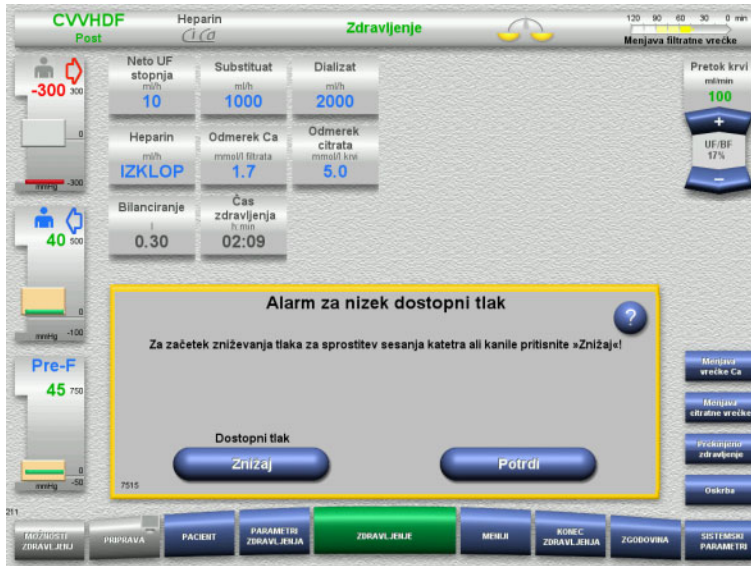 CVVHDF
Post
Heparin
cica
Zdravljenje
120 90 60 30 0 min
Menjava filtratne vrečke
-300
300
0
-300
mmHg
40
500
0
-100
mmHg
Pre-F
45
750
0
-50
mmHg
Neto UF
stopnja
ml/h
10
Substituat
ml/h
1000
Dializat
ml/h
2000
Heparin
ml/h
IZKLOP
Odmerek Ca
mmol/l filtrata
1.7
Odmerek
citrata
mmol/l krvi
5.0
Bilanciranje
l
0.30
Čas
zdravljenja
h:min
02:09
Pretok krvi
ml/min
100
+
UF/BF
17%
–
Alarm za nizek dostopni tlak
?
Za začetek zniževanja tlaka za sprostitev sesanja katetra ali kanile pritisnite »Znižaj«!
Dostopni tlak
Znižaj
Potrdi
7515
Menjava
vrečke Ca
Menjava
citratne vrečke
Prekinjeno
zdravljenje
Oskrba
211
MOŽNOSTI
ZDRAVLJENJ
PRIPRAVA
PACIENT
PARAMETRI
ZDRAVLJENJA
ZDRAVLJENJE
MENIJI
KONEC
ZDRAVLJENJA
ZGODOVINA
SISTEMSKI
PARAMETRI